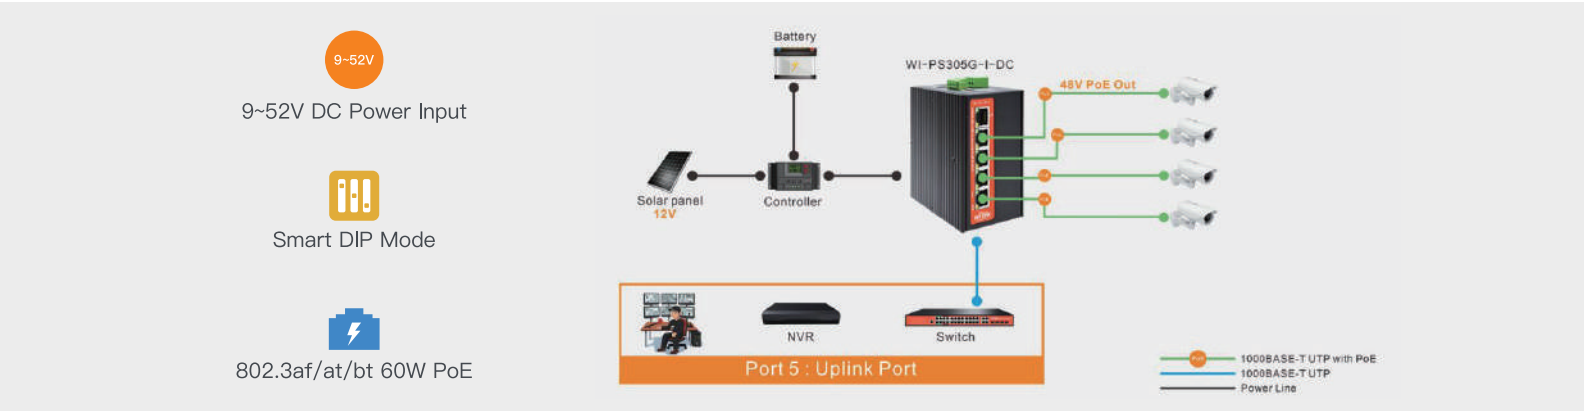 9~52V
9~52V DC Power Input
Smart DIP Mode
802.3af/at/bt 60W PoE
Battery
WI-PS305G-I-DC
48V PoE Out
Solar panel
12V
Controller
NVR
Switch
Port 5 : Uplink Port
1000BASE-T UTP with PoE
1000BASE-T UTP
Power Line